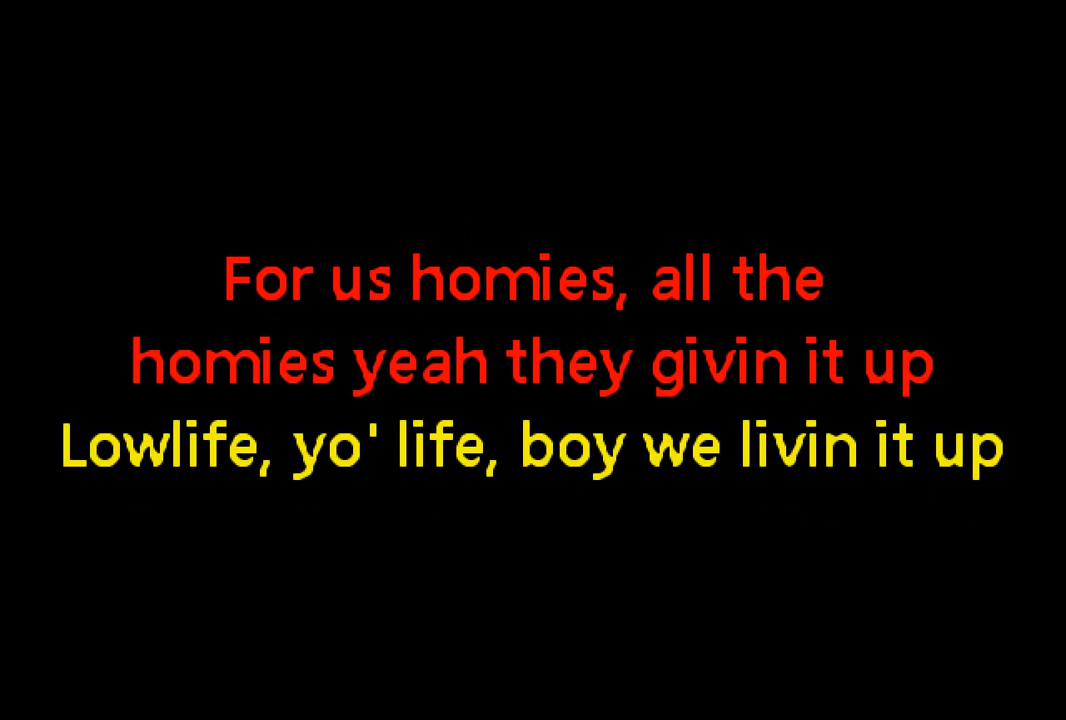 For us homies, all the
homies yeah they givin it up
Lowlife, yo' life, boy we livin it up